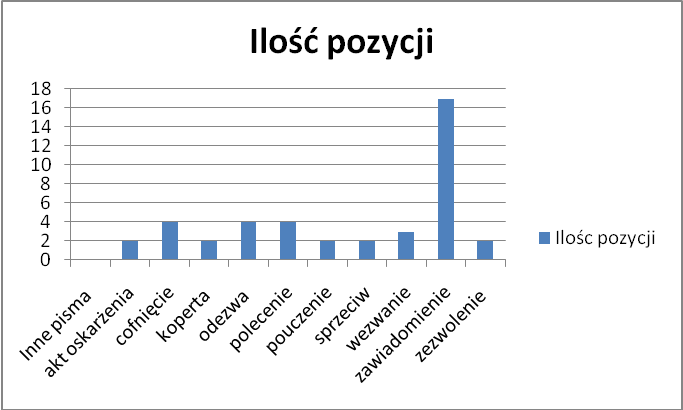 Ilość pozycji
18
16
14
12
10
8
6
4
2
0
Inne pisma
akt oskarżenia
cofnięcie
koperta
odezwa
polecenie
pouczenie
sprzeciw
wezwanie
zawiadomienie
zezwolenie
Ilość pozycji